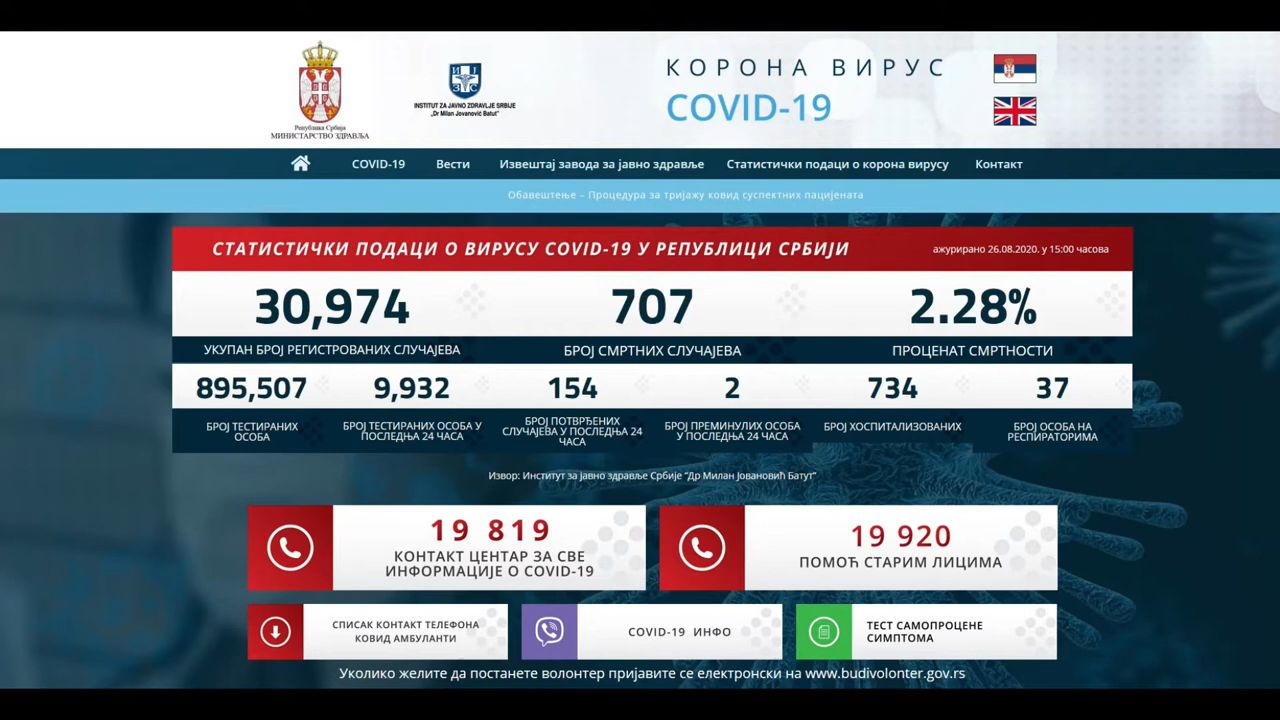 КОРОНА ВИРУС
COVID-19
Република Србија
МИНИСТАРСТВО ЗДРАВЉА
И Ј
З С
INSTITUT ZA JAVNO ZDRAVLJE SRBIJE
„Dr Milan Jovanović Batut"
COVID-19 Вести Извештај завода за јавно здравље Статистички подаци о корона вирусу Контакт
Обавештење – Процедура за тријажу ковид суспектних пацијената
СТАТИСТИЧКИ ПОДАЦИ О ВИРУСУ COVID-19 У РЕПУБЛИЦИ СРБИЈИ
ажурирано 26.08.2020. у 15:00 часова
30,974 707 2.28%
УКУПАН БРОЈ РЕГИСТРОВАНИХ СЛУЧАЈЕВА БРОЈ СМРТНИХ СЛУЧАЈЕВА ПРОЦЕНАТ СМРТНОСТИ
895,507 9,932 154 2 734 37
БРОЈ ТЕСТИРАНИХ
ОСОБА
БРОЈ ТЕСТИРАНИХ ОСОБА У
ПОСЛЕДЊА 24 ЧАСА
БРОЈ ПОТВРЂЕНИХ
СЛУЧАЈЕВА У ПОСЛЕДЊА 24
ЧАСА
БРОЈ ПРЕМИНУЛИХ ОСОБА
У ПОСЛЕДЊА 24 ЧАСА
БРОЈ ХОСПИТАЛИЗОВАНИХ
БРОЈ ОСОБА НА
РЕСПИРАТОРИМА
Извор: Институт за јавно здравље Србије “Др Милан Јовановић Батут“
19 819
КОНТАКТ ЦЕНТАР ЗА СВЕ
ИНФОРМАЦИЈЕ О COVID-19
19 920
ПОМОЋ СТАРИМ ЛИЦИМА
СПИСАК КОНТАКТ ТЕЛЕФОНА
КОВИД АМБУЛАНТИ
COVID-19 ИНФО
ТЕСТ САМОПРОЦЕНЕ
СИМПТОМА
Уколико желите да постанете волонтер пријавите се електронски на www.budivolonter.gov.rs